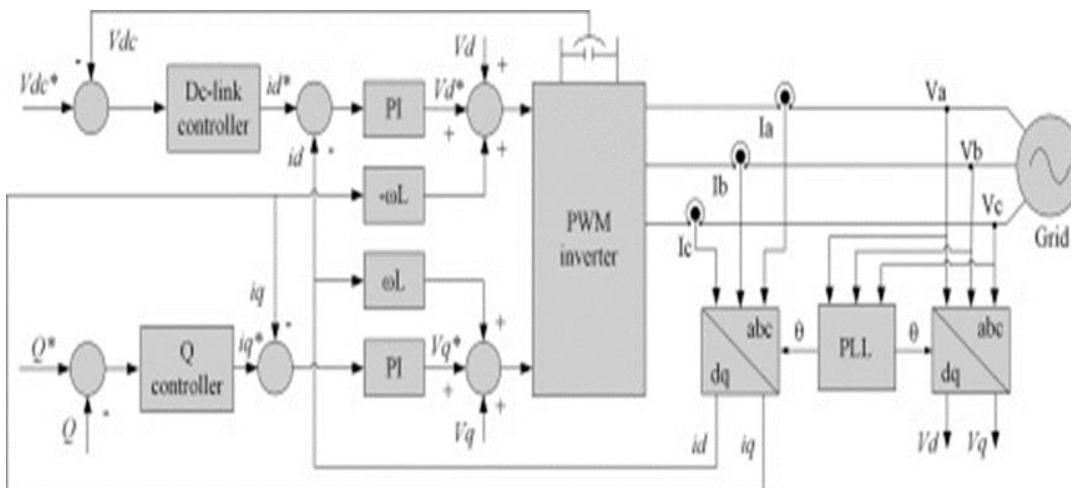 Vdc
Vdc*
-
Dc-link
controller
id*
id
-
PI
Vd*
Vd
+
+
+
-ωL
ωL
iq
Q*
Q
-
Q
controller
iq*
-
PI
Vq*
Vq
+
+
+
PWM
inverter
Ia
Ib
Ic
Va
Vb
Vc
Grid
abc
dq
θ
PLL
θ
abc
dq
id
iq
Vd
Vq